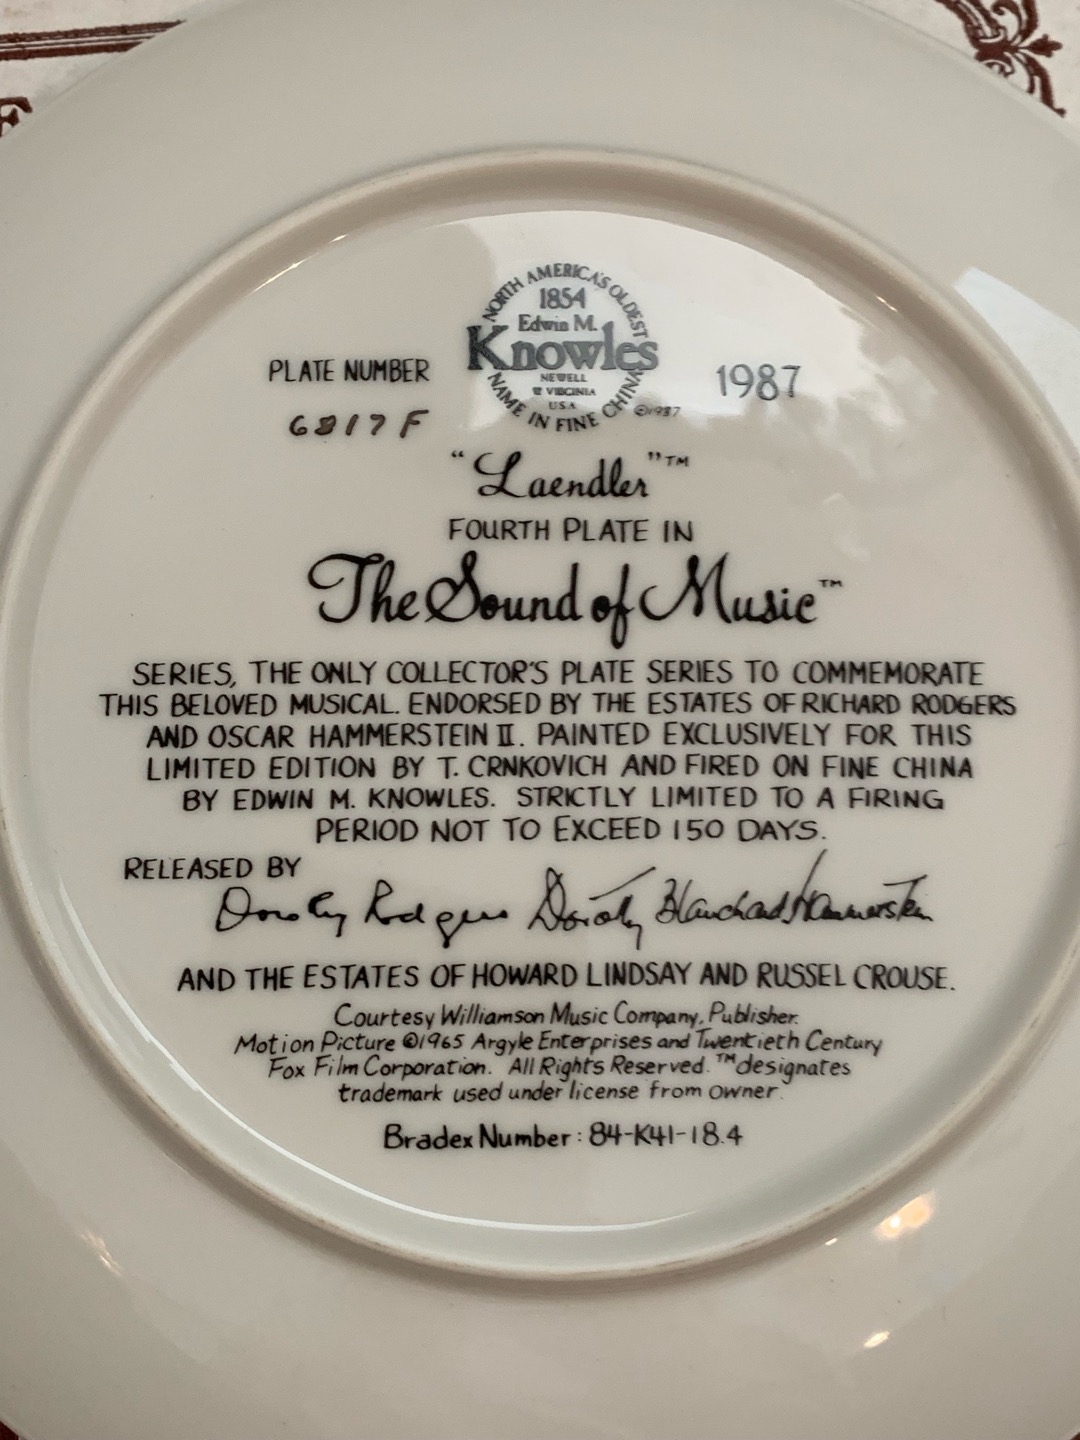 NORTH AMERICA'S OLDEST
1854
Edwin M.
Knowles
NEWELL
W VIRGINIA
USA
NAME IN FINE CHINA
©1987
PLATE NUMBER
6817F
1987
"Laendler"™
FOURTH PLATE IN
The Sound of Music™
SERIES, THE ONLY COLLECTOR'S PLATE SERIES TO COMMEMORATE
THIS BELOVED MUSICAL. ENDORSED BY THE ESTATES OF RICHARD RODGERS
AND OSCAR HAMMERSTEIN II. PAINTED EXCLUSIVELY FOR THIS
LIMITED EDITION BY T. CRNKOVICH AND FIRED ON FINE CHINA
BY EDWIN M. KNOWLES. STRICTLY LIMITED TO A FIRING
PERIOD NOT TO EXCEED 150 DAYS.
RELEASED BY
Dorothy Rodgers Dorothy Blanchard Hammerstein
AND THE ESTATES OF HOWARD LINDSAY AND RUSSEL CROUSE.
Courtesy Williamson Music Company, Publisher.
Motion Picture ©1965 Argyle Enterprises and Twentieth Century
Fox Film Corporation. All Rights Reserved. ™designates
trademark used under license from owner.
Bradex Number: 84-K41-18.4